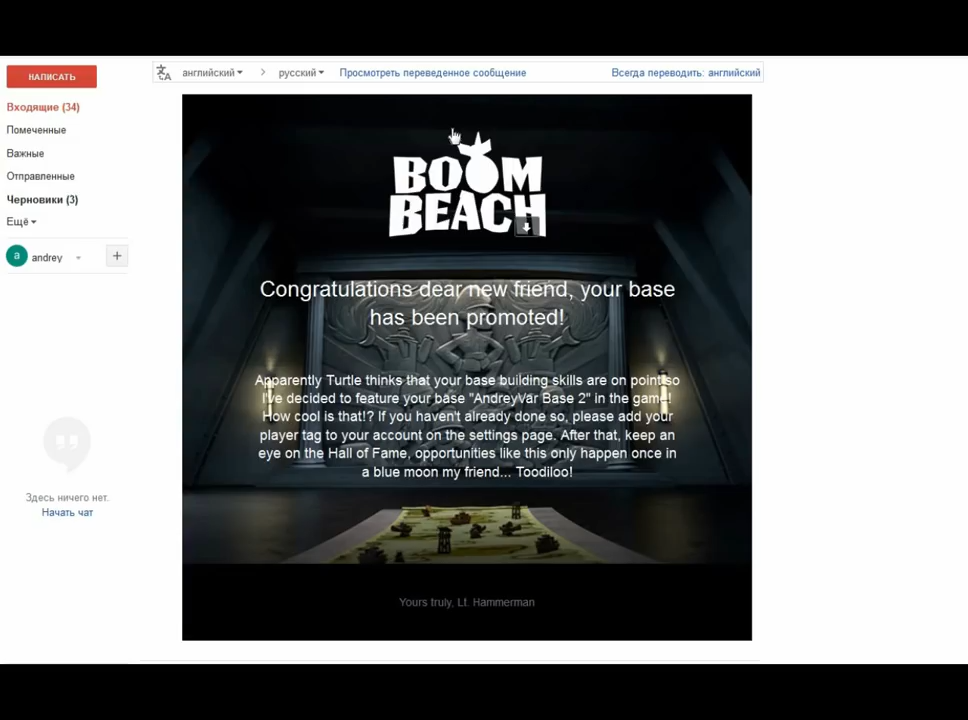 английский
русский
Просмотреть переведенное сообщение
Всегда переводить: английский
НАПИСАТЬ
Входящие (34)
Помеченные
Важные
Отправленные
Черновики (3)
Ещё
a
andrey
Здесь ничего нет.
Начать чат
BOOM
BEACH
Congratulations dear new friend, your base
has been promoted!
Apparently Turtle thinks that your base building skills are on point so
I've decided to feature your base "AndreyVar Base 2" in the game!
How cool is that!? If you haven't already done so, please add your
player tag to your account on the settings page. After that, keep an
eye on the Hall of Fame, opportunities like this only happen once in
a blue moon my friend... Toodiloo!
Yours truly, Lt. Hammerman